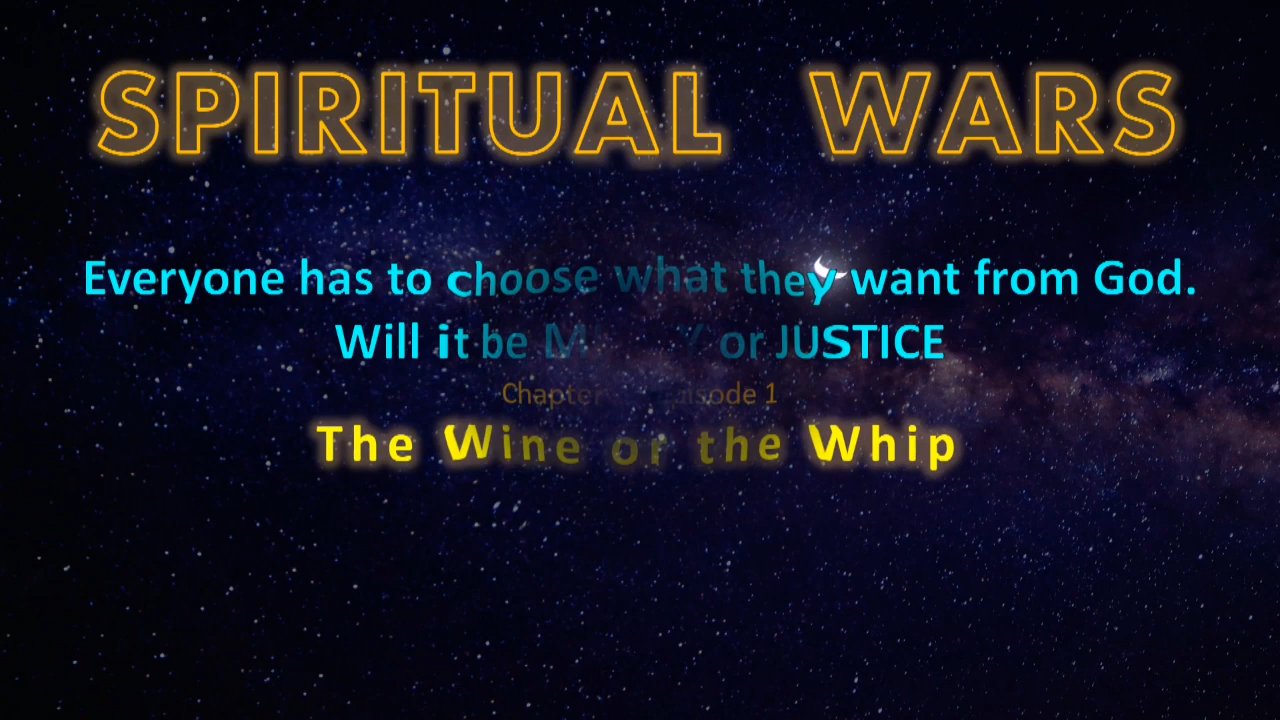 SPIRITUAL WARS
Everyone has to choose what they want from God.
Will it be or JUSTICE
Chapter Episode 1
The Wine or the Whip